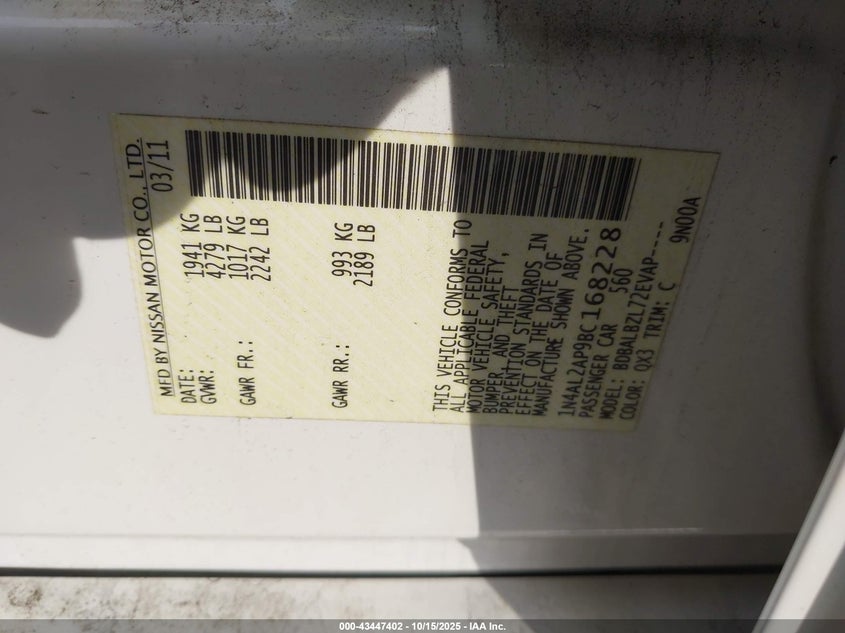 MFD BY NISSAN MOTOR CO., LTD.
DATE: 03/11
GVWR: 1941 KG
4279 LB
GAWR FR.: 1017 KG
2242 LB
GAWR RR.: 993 KG
2189 LB
THIS VEHICLE CONFORMS TO
ALL APPLICABLE FEDERAL
MOTOR VEHICLE SAFETY,
BUMPER, AND THEFT
PREVENTION STANDARDS IN
EFFECT ON THE DATE OF
MANUFACTURE SHOWN ABOVE.
1N4AL2AP9BC168228
PASSENGER CAR 560
MODEL: BDBALBZL72EVAP-----
COLOR: QX3 TRIM: C 9N00A
000-43447402 - 10/15/2025 - IAA Inc.